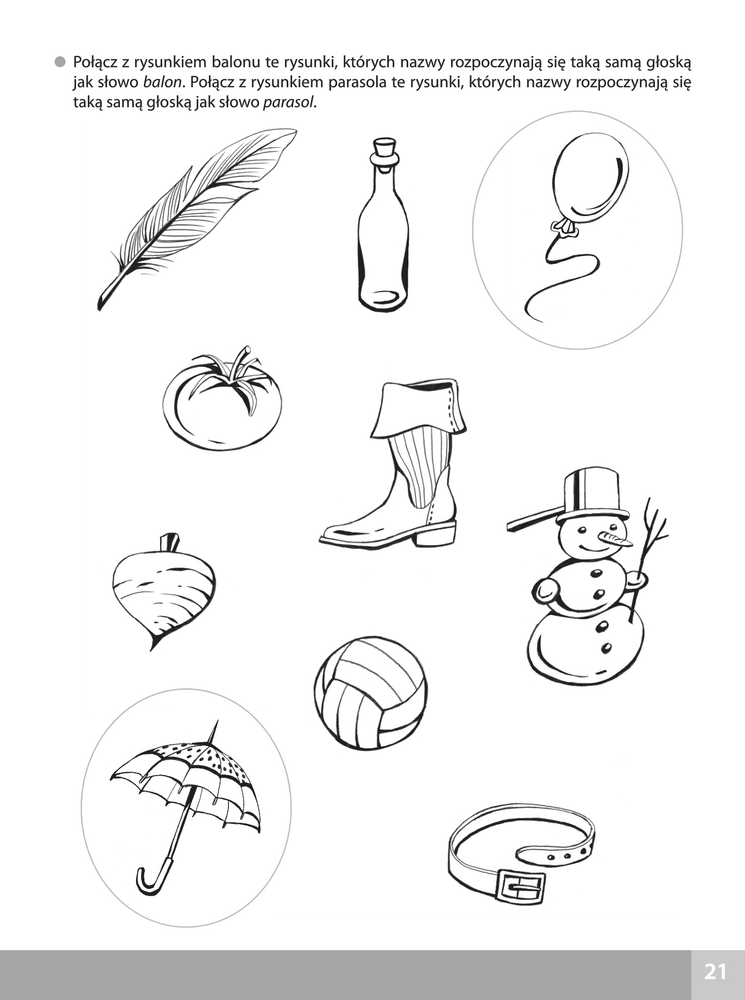 Połącz z rysunkiem balonu te rysunki, których nazwy rozpoczynają się taką samą głoską
jak słowo balon. Połącz z rysunkiem parasola te rysunki, których nazwy rozpoczynają się
taką samą głoską jak słowo parasol.
21